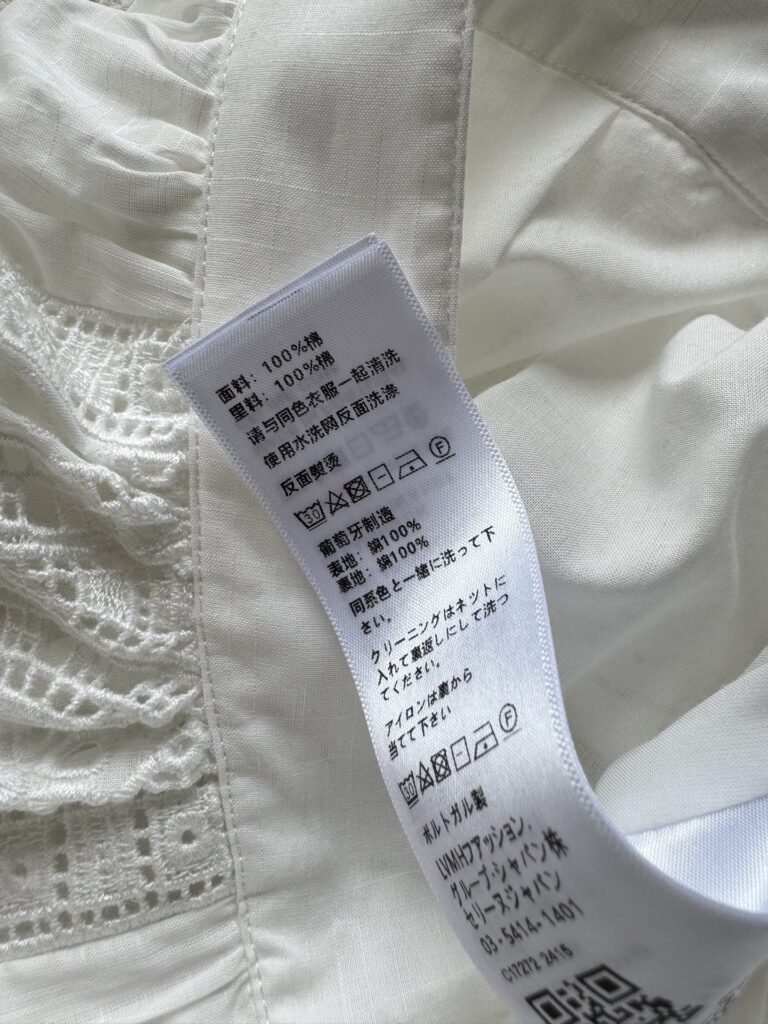 面料: 100%棉
里料: 100%棉
请与同色衣服一起清洗
使用水洗网反面洗涤
反面熨烫
30 F
葡萄牙制造
表地: 綿100%
裏地: 綿100%
同系色と一緒に洗って下
さい。
クリーニングはネットに
入れて裏返しにして洗つ
てください。
アイロンは裏から
当てて下さい
30 F
ポルトガル製
LVMHファッション.
グループ・ジャパン株
セリーヌジャパン
03-5414-1401
C17272 2416